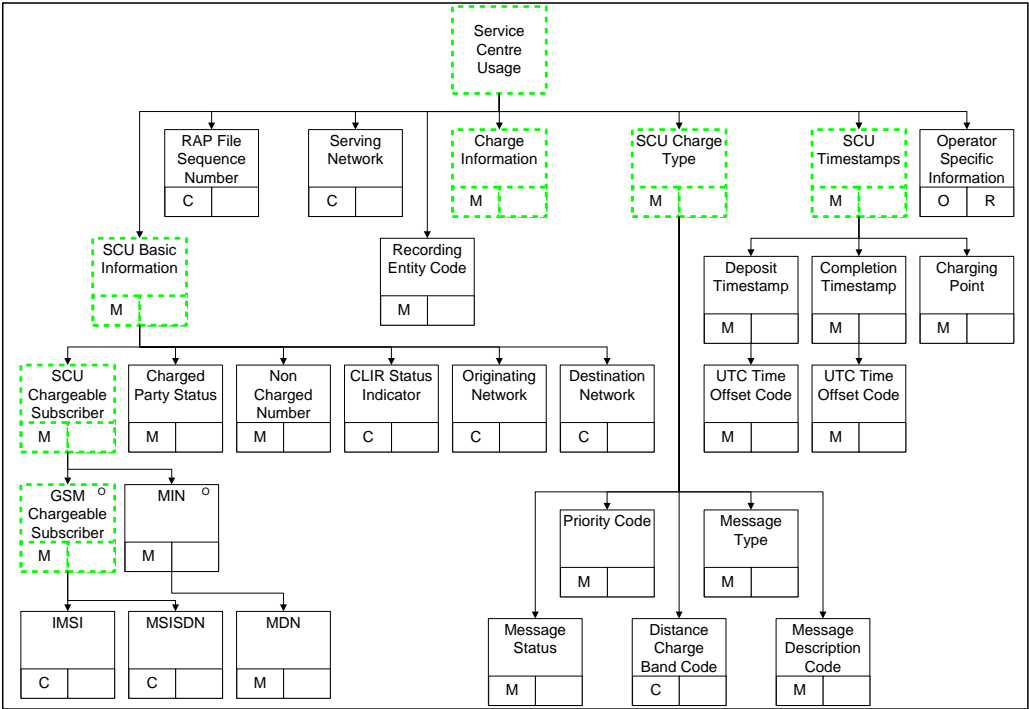 Service
Centre
Usage
RAP File
Sequence
Number
C
Serving
Network
C
Charge
Information
M
SCU Charge
Type
M
SCU
Timestamps
M
Operator
Specific
Information
O R
SCU Basic
Information
M
Recording
Entity Code
M
Deposit
Timestamp
M
Completion
Timestamp
M
Charging
Point
M
SCU
Chargeable
Subscriber
M
Charged
Party Status
M
Non
Charged
Number
M
CLIR Status
Indicator
C
Originating
Network
C
Destination
Network
C
UTC Time
Offset Code
M
UTC Time
Offset Code
M
GSM O
Chargeable
Subscriber
M
MIN O
M
Priority Code
M
Message
Type
M
IMSI
C
MSISDN
C
MDN
M
Message
Status
M
Distance
Charge
Band Code
C
Message
Description
Code
M